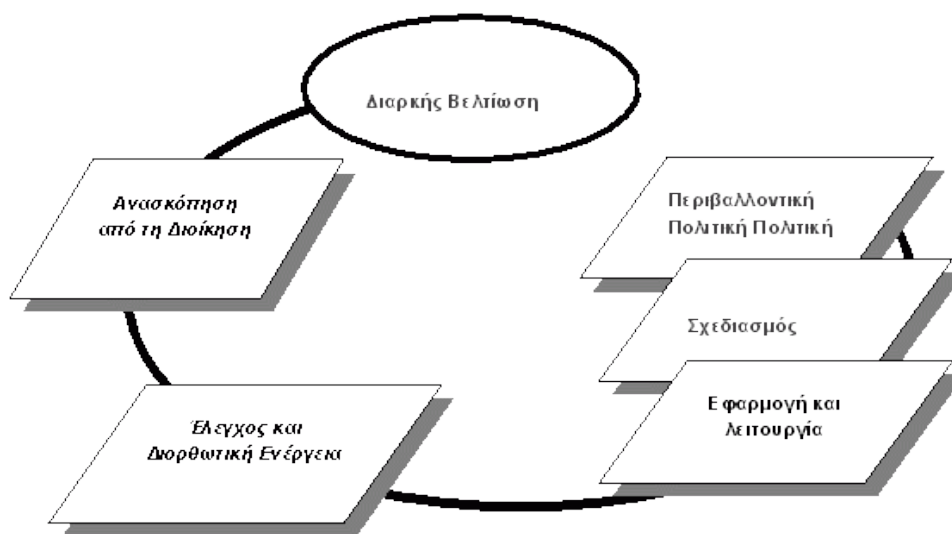 Διαρκής Βελτίωση
Ανασκόπηση
από τη Διοίκηση
Περιβαλλοντική
Πολιτική Πολιτική
Σχεδιασμός
Εφαρμογή και
λειτουργία
Έλεγχος και
Διορθωτική Ενέργεια